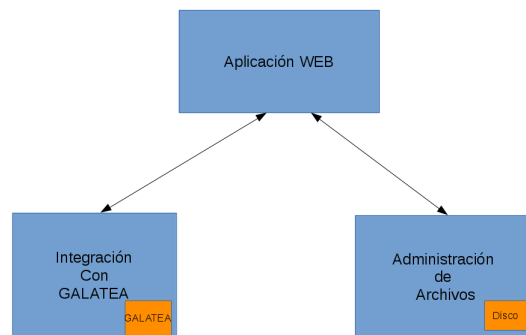 Aplicación WEB
Integración
Con
GALATEA
GALATEA
Administración
de
Archivos
Disco